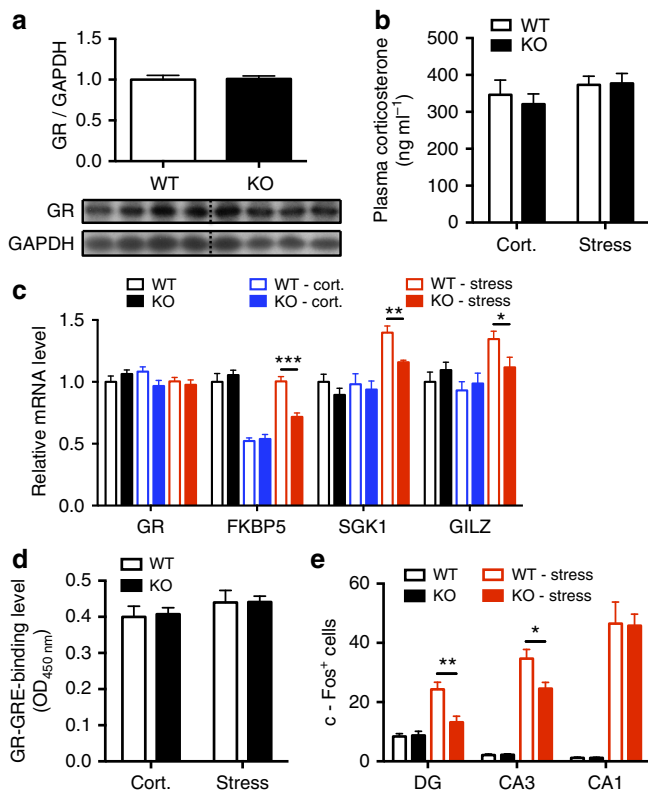 a
GR / GAPDH
1.5
1.0
0.5
0.0
WT KO
GR
GAPDH
b
WT
KO
Plasma corticosterone
(ng ml⁻¹)
500
400
300
200
100
0
Cort. Stress
c
WT WT - cort. WT - stress
KO KO - cort. KO - stress
Relative mRNA level
1.5
1.0
0.5
0.0
*** ** *
GR FKBP5 SGK1 GILZ
d
WT
KO
GR-GRE-binding level
(OD450 nm)
0.6
0.4
0.3
0.2
0.1
0.0
Cort. Stress
e
WT WT - stress
KO KO - stress
c - Fos⁺ cells
60
40
20
0
** *
DG CA3 CA1